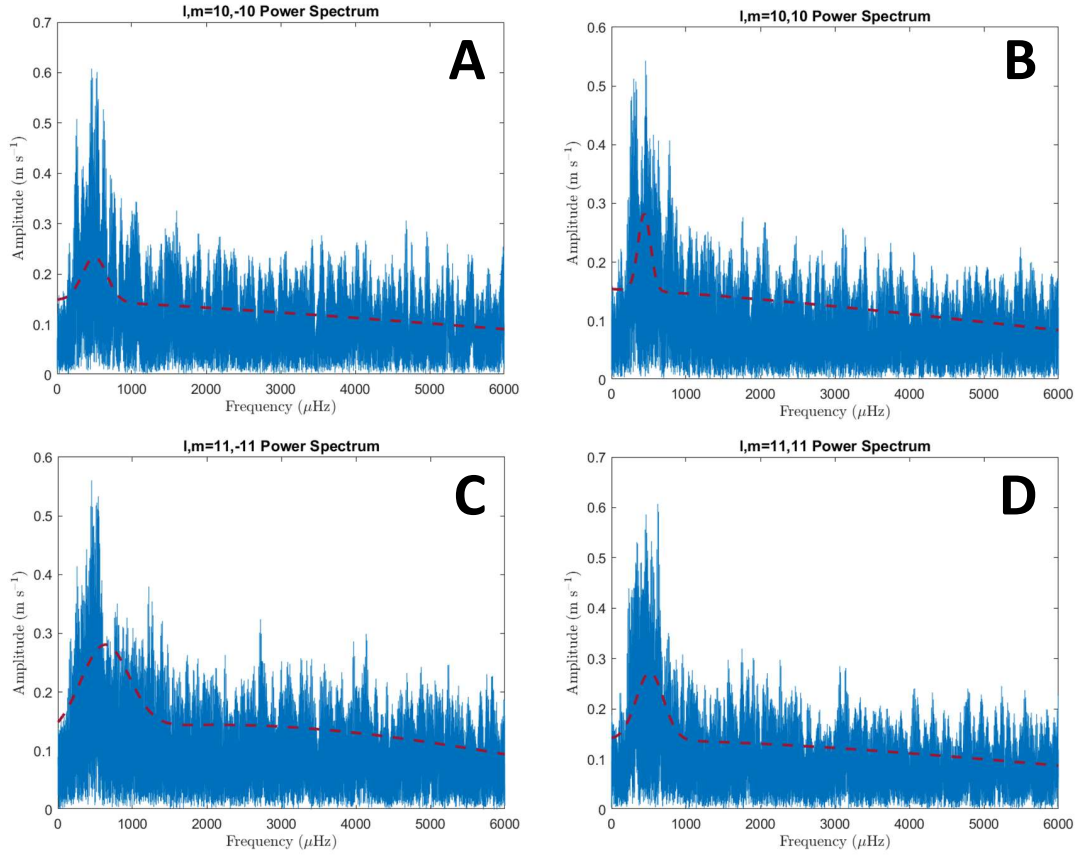 l,m=10,-10 Power Spectrum
A
0.7
0.6
0.5
0.4
0.3
0.2
0.1
0
Amplitude (m s⁻¹)
0 1000 2000 3000 4000 5000 6000
Frequency (μHz)
l,m=10,10 Power Spectrum
B
0.6
0.5
0.4
0.3
0.2
0.1
0
Amplitude (m s⁻¹)
0 1000 2000 3000 4000 5000 6000
Frequency (μHz)
l,m=11,-11 Power Spectrum
C
0.6
0.5
0.4
0.3
0.2
0.1
0
Amplitude (m s⁻¹)
0 1000 2000 3000 4000 5000 6000
Frequency (μHz)
l,m=11,11 Power Spectrum
D
0.7
0.6
0.5
0.4
0.3
0.2
0.1
0
Amplitude (m s⁻¹)
0 1000 2000 3000 4000 5000 6000
Frequency (μHz)